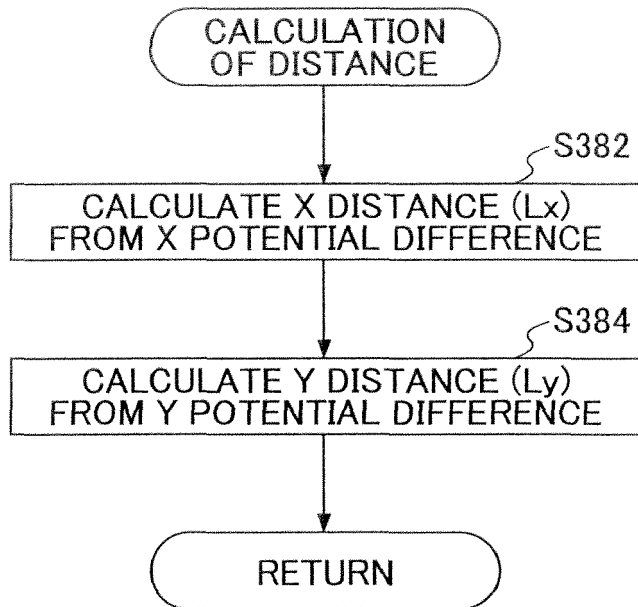 CALCULATION
OF DISTANCE
S382
CALCULATE X DISTANCE (Lx)
FROM X POTENTIAL DIFFERENCE
S384
CALCULATE Y DISTANCE (Ly)
FROM Y POTENTIAL DIFFERENCE
RETURN